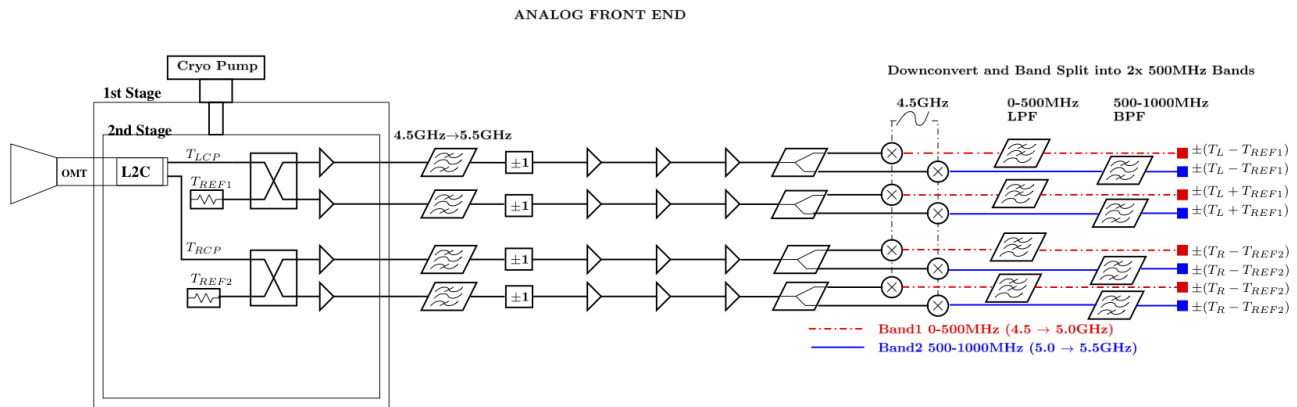 ANALOG FRONT END
Cryo Pump
Downconvert and Band Split into 2x 500MHz Bands
1st Stage
4.5GHz
0-500MHz
LPF
500-1000MHz
BPF
2nd Stage
4.5GHz→5.5GHz
T_LCP
±1
±(T_L − T_REF1)
OMT
L2C
±(T_L − T_REF1)
T_REF1
±1
±(T_L + T_REF1)
±(T_L + T_REF1)
T_RCP
±1
±(T_R − T_REF2)
±(T_R − T_REF2)
T_REF2
±1
±(T_R − T_REF2)
±(T_R − T_REF2)
Band1 0-500MHz (4.5 → 5.0GHz)
Band2 500-1000MHz (5.0 → 5.5GHz)